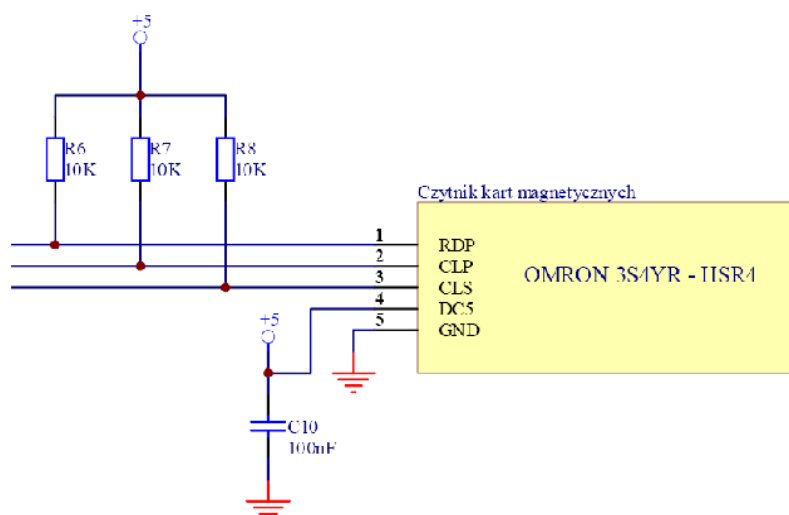 +5
R6
10K
R7
10K
R8
10K
Czytnik kart magnetycznych
1
RDP
2
CLP
3
CLS
4
DC5
5
GND
OMRON 3S4YR - HSR4
+5
C10
100nF